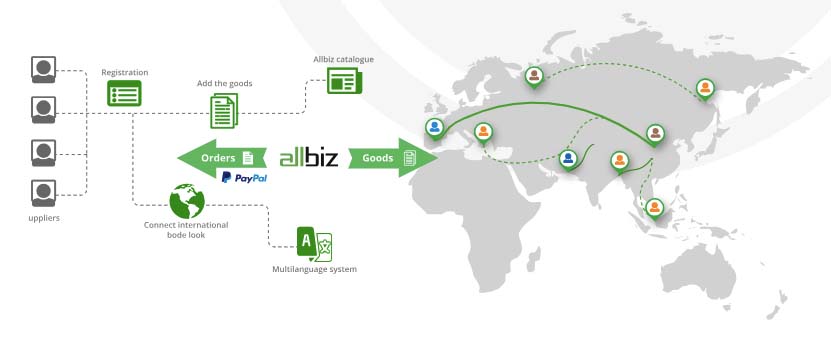 Allbiz catalogue
Registration
Add the goods
Orders
allbiz
Goods
PayPal
uppliers
Connect international
bode look
A
Multilanguage system